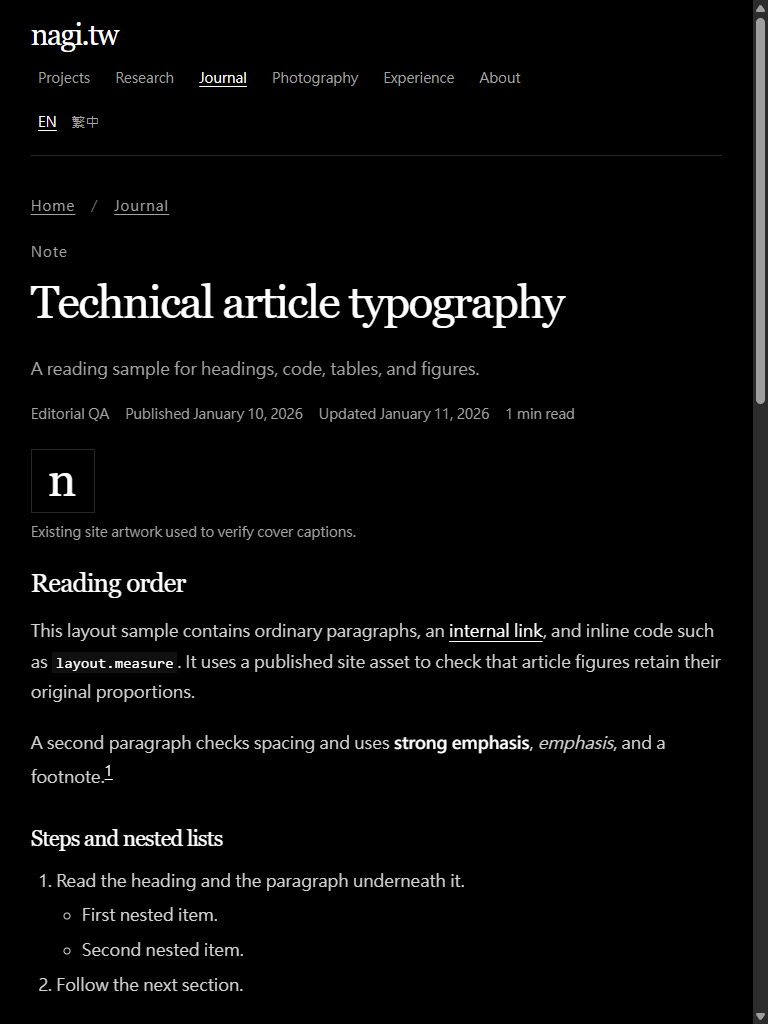 nagi.tw
Projects Research Journal Photography Experience About
EN 繁中
Home / Journal
Note
Technical article typography
A reading sample for headings, code, tables, and figures.
Editorial QA Published January 10, 2026 Updated January 11, 2026 1 min read
n
Existing site artwork used to verify cover captions.
Reading order
This layout sample contains ordinary paragraphs, an internal link, and inline code such
as layout.measure. It uses a published site asset to check that article figures retain their
original proportions.
A second paragraph checks spacing and uses strong emphasis, emphasis, and a
footnote.1
Steps and nested lists
1. Read the heading and the paragraph underneath it.
◦ First nested item.
◦ Second nested item.
2. Follow the next section.